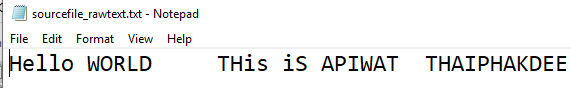 sourcefile_rawtext.txt - Notepad
File Edit Format View Help
Hello WORLD     THis iS APIWAT  THAIPHAKDEE